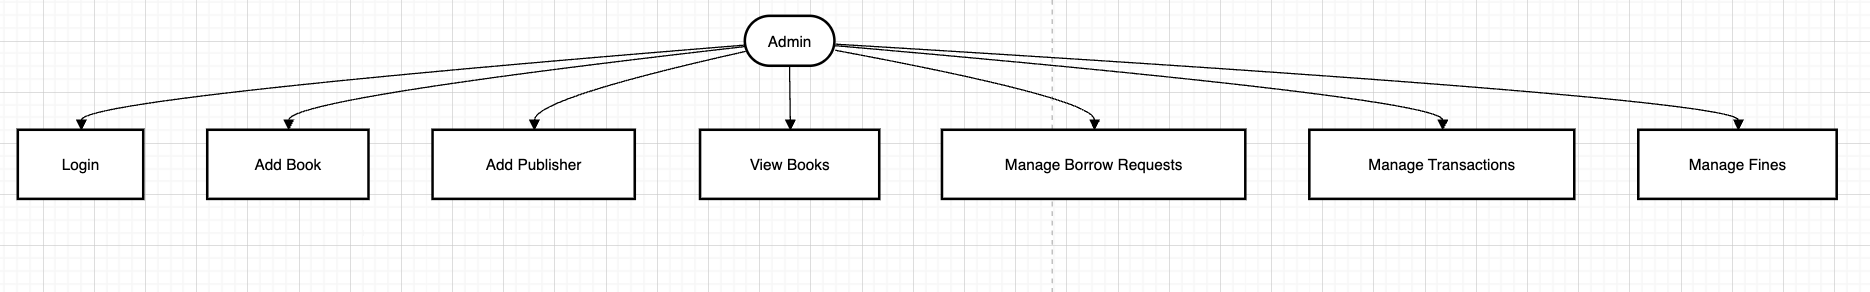 Admin
Login
Add Book
Add Publisher
View Books
Manage Borrow Requests
Manage Transactions
Manage Fines